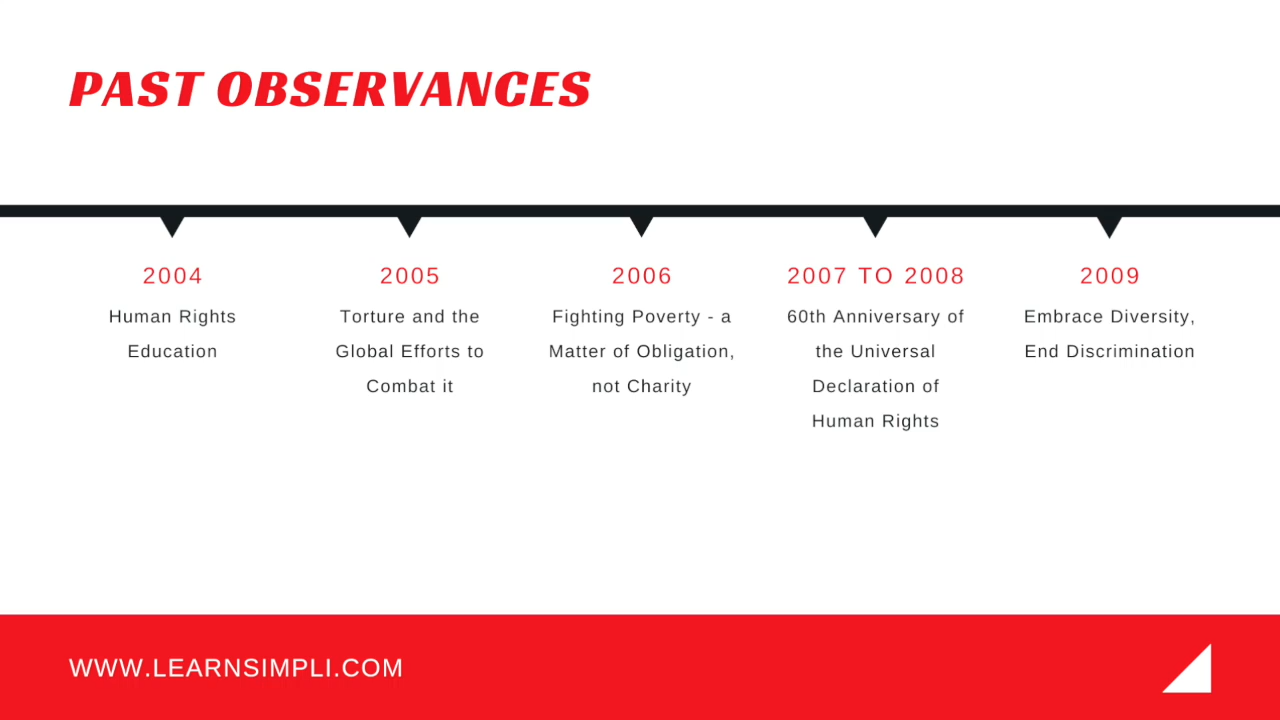 PAST OBSERVANCES
2004
Human Rights
Education
2005
Torture and the
Global Efforts to
Combat it
2006
Fighting Poverty - a
Matter of Obligation,
not Charity
2007 TO 2008
60th Anniversary of
the Universal
Declaration of
Human Rights
2009
Embrace Diversity,
End Discrimination
WWW.LEARNSIMPLI.COM